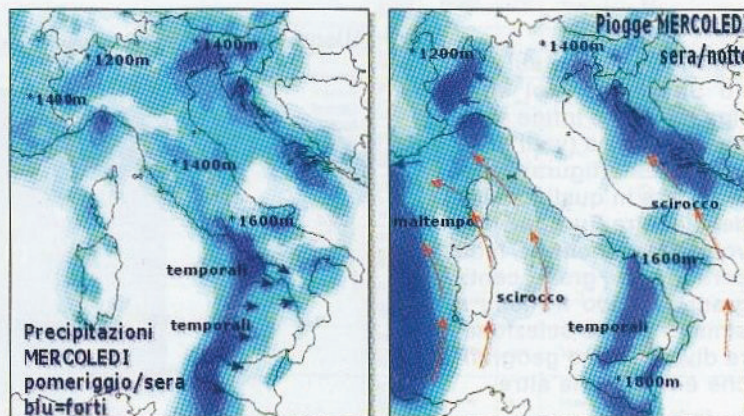 *1400m
*1200m
*1400m
*1400m
*1600m
temporali
temporali
Precipitazioni
MERCOLEDI
pomeriggio/sera
blu=forti
Piogge MERCOLED
sera/notte
*1200m
*1400m
scirocco
maltempo
*1600m
scirocco
temporali
*1800m